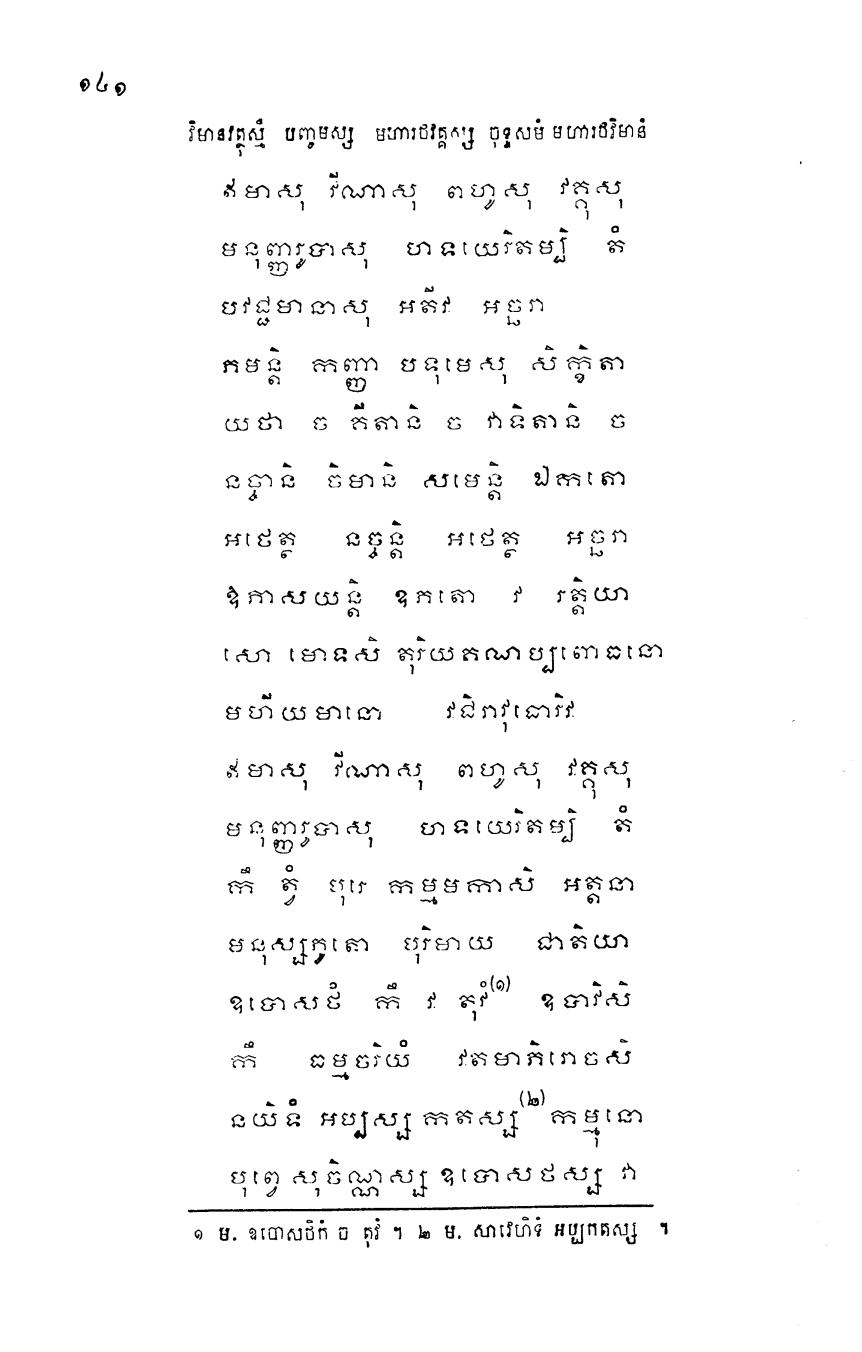 ១៤១
វិមានវត្ថុស្មឹ បញ្ចមស្ស មហារថវគ្គស្ស ចុទ្ទសមំ មហារថវិមានំ
ឥមាសុ វីណាសុ ពហូសុ វគ្គុសុ
មនុញ្ញរូបាសុ ហទយេរិតម្បិ តំ
បវជ្ជមានាសុ អតីវ អច្ឆរា
ភមន្តិ កញ្ញា បទុមេសុ សិក្ខិតា
យថា ច គីតានិ ច វាទិតានិ ច
នច្ចានិ ចិមានិ សមេន្តិ ឯកតោ
អថេត្ថ នច្ចន្តិ អថេត្ថ អច្ឆរា
ឱភាសយន្តិ ឧភតោ វ រត្តិយា
សោ មោទសិ តុរិយគណប្បពោធនោ
មហីយមានោ វជិរាវុធោរិវ
ឥមាសុ វីណាសុ ពហូសុ វគ្គុសុ
មនុញ្ញរូបាសុ ហទយេរិតម្បិ តំ
កឹ ត្វំ បុរេ កម្មមកាសិ អត្តនា
មនុស្សភូតោ បុរិមាយ ជាតិយា
ឧបោសថំ កឹ វ តុវំ(១) ឧបាវិសិ
កឹ ធម្មចរិយំ វតមាភិរោចសិ
នយិទំ អប្បស្ស កតស្ស(២) កម្មុនោ
បុព្វេ សុចិណ្ណស្ស ឧបោសថស្ស វា
១ ម. ឧបោសថិកំ ច តុវំ ។ ២ ម. សាវេហិទំ អប្បកតស្ស ។